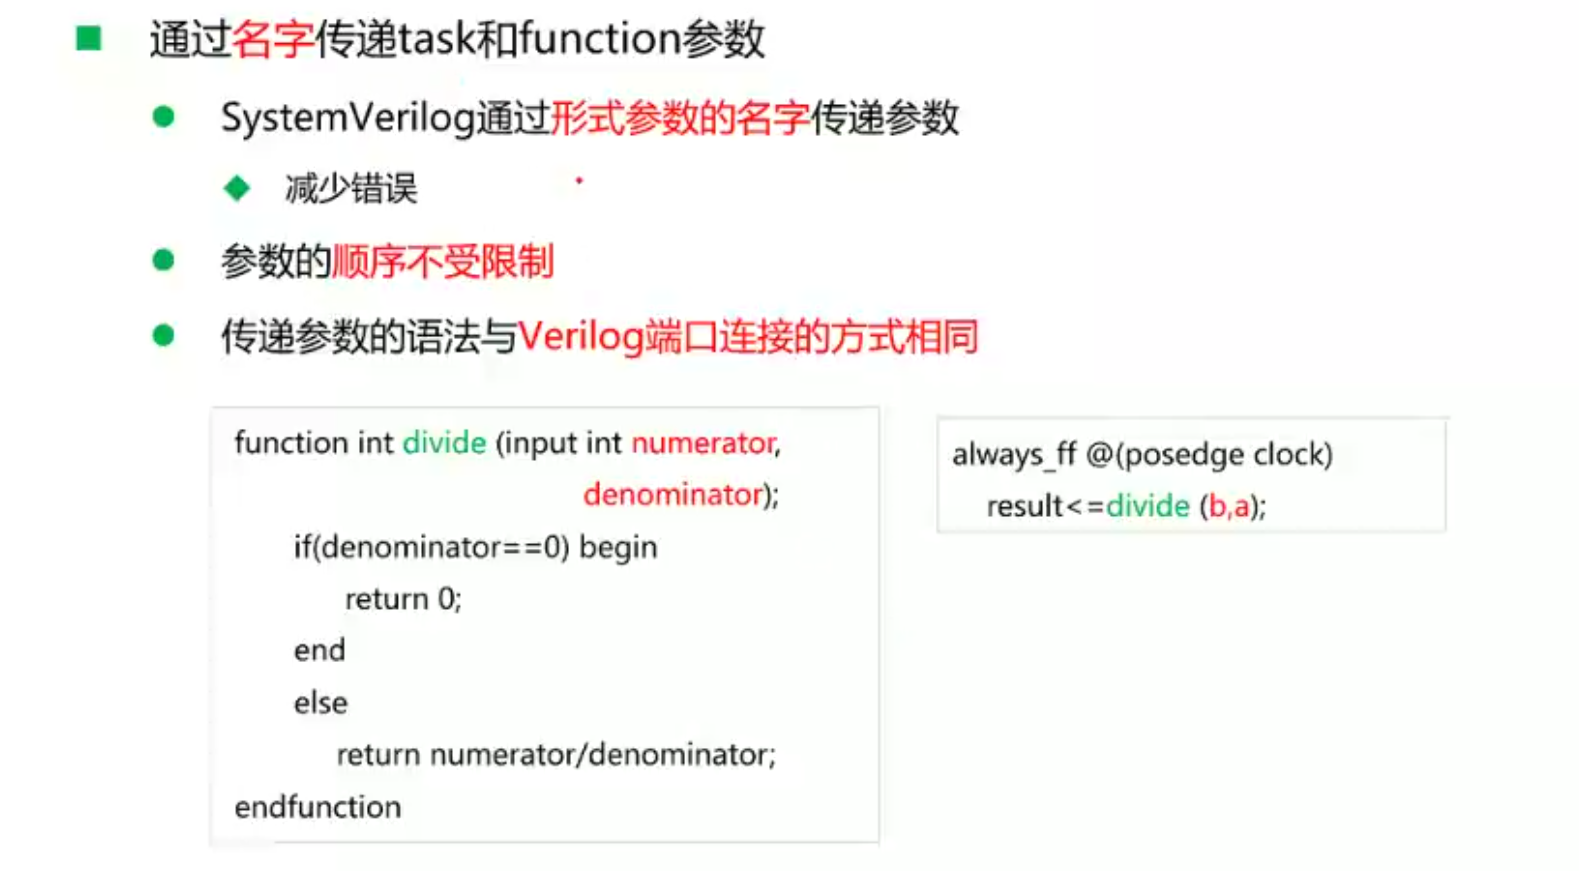 通过名字传递task和function参数
SystemVerilog通过形式参数的名字传递参数
减少错误
参数的顺序不受限制
传递参数的语法与Verilog端口连接的方式相同
function int divide (input int numerator,
denominator);
if(denominator==0) begin
return 0;
end
else
return numerator/denominator;
endfunction
always_ff @(posedge clock)
result<=divide (b,a);